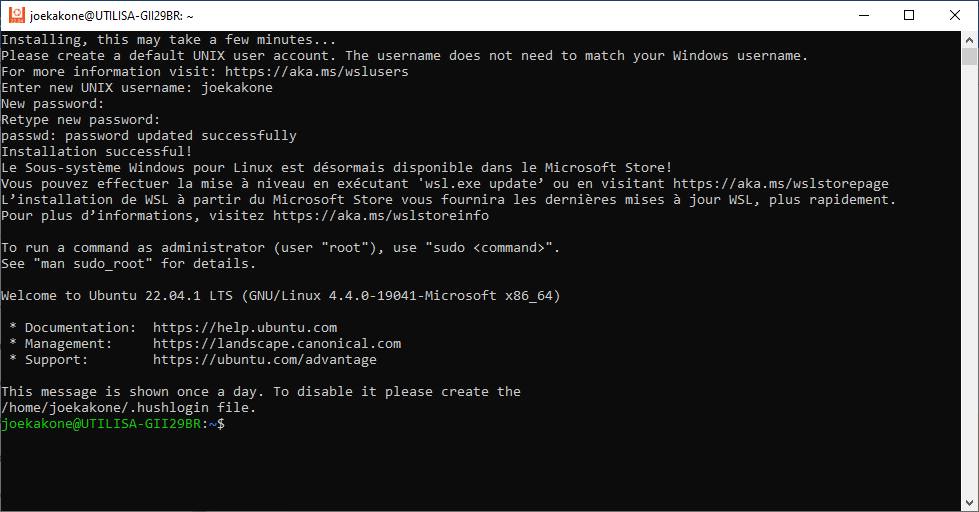 joekakone@UTILISA-GII29BR: ~
Installing, this may take a few minutes...
Please create a default UNIX user account. The username does not need to match your Windows username.
For more information visit: https://aka.ms/wslusers
Enter new UNIX username: joekakone
New password:
Retype new password:
passwd: password updated successfully
Installation successful!
Le Sous-système Windows pour Linux est désormais disponible dans le Microsoft Store!
Vous pouvez effectuer la mise à niveau en exécutant 'wsl.exe update’ ou en visitant https://aka.ms/wslstorepage
L’installation de WSL à partir du Microsoft Store vous fournira les dernières mises à jour WSL, plus rapidement.
Pour plus d’informations, visitez https://aka.ms/wslstoreinfo
To run a command as administrator (user "root"), use "sudo <command>".
See "man sudo_root" for details.
Welcome to Ubuntu 22.04.1 LTS (GNU/Linux 4.4.0-19041-Microsoft x86_64)
* Documentation:  https://help.ubuntu.com
* Management:     https://landscape.canonical.com
* Support:        https://ubuntu.com/advantage
This message is shown once a day. To disable it please create the
/home/joekakone/.hushlogin file.
joekakone@UTILISA-GII29BR:~$